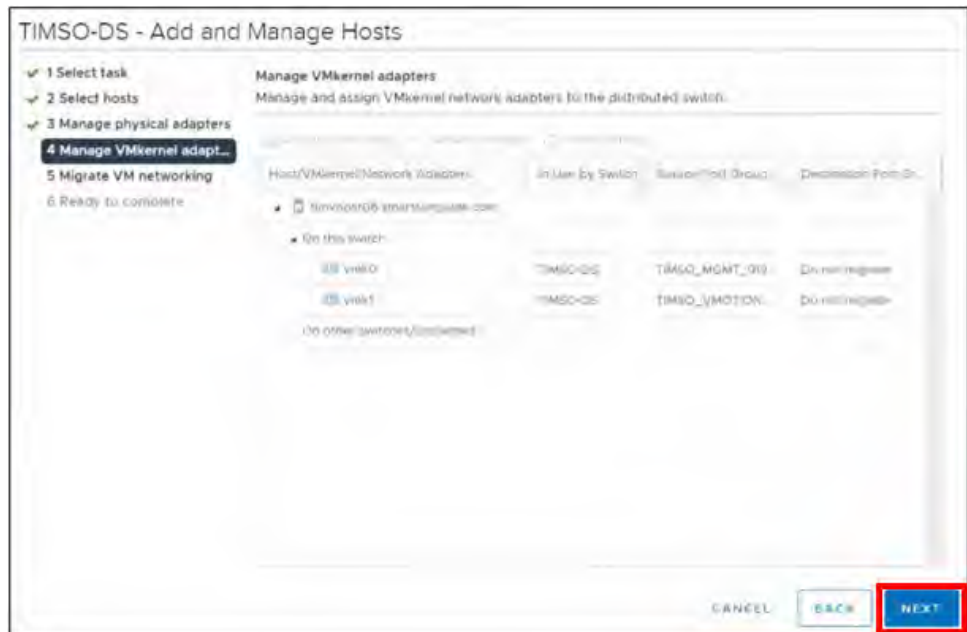 TIMSO-DS - Add and Manage Hosts
1 Select task
2 Select hosts
3 Manage physical adapters
4 Manage VMkernel adapt...
5 Migrate VM networking
6 Ready to complete
Manage VMkernel adapters
Manage and assign VMkernel network adapters to the distributed switch.
Host/VMkernel Network Adapters In Use by Switch Source Port Group Destination Port Gr...
On this switch
vmk0 TIMSO-DS TIMSO_MGMT_ Do not migrate
vmk1 TIMSO-DS TIMSO_VMOTION... Do not migrate
On other switches/unclaimed
CANCEL BACK NEXT